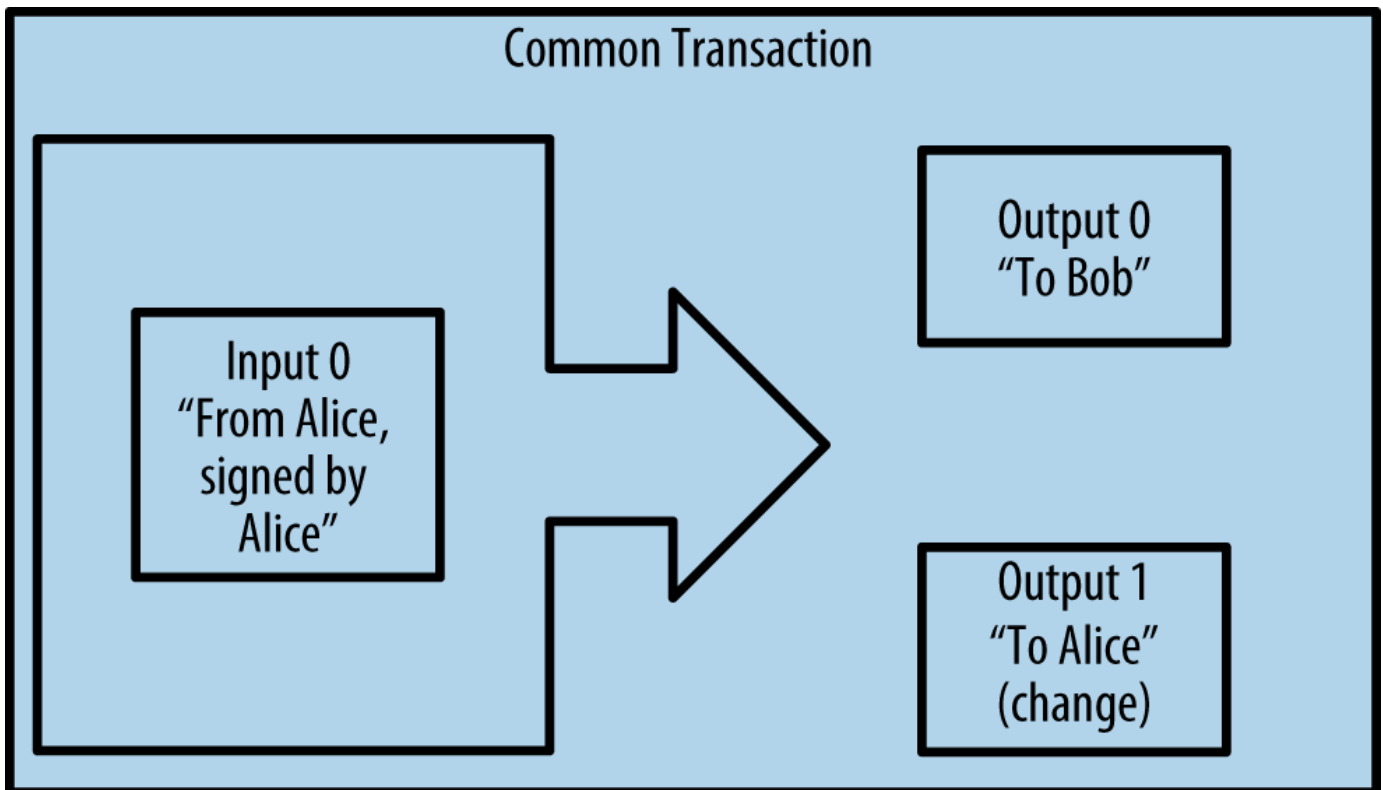 Common Transaction
Input 0
“From Alice,
signed by
Alice”
Output 0
“To Bob”
Output 1
“To Alice”
(change)